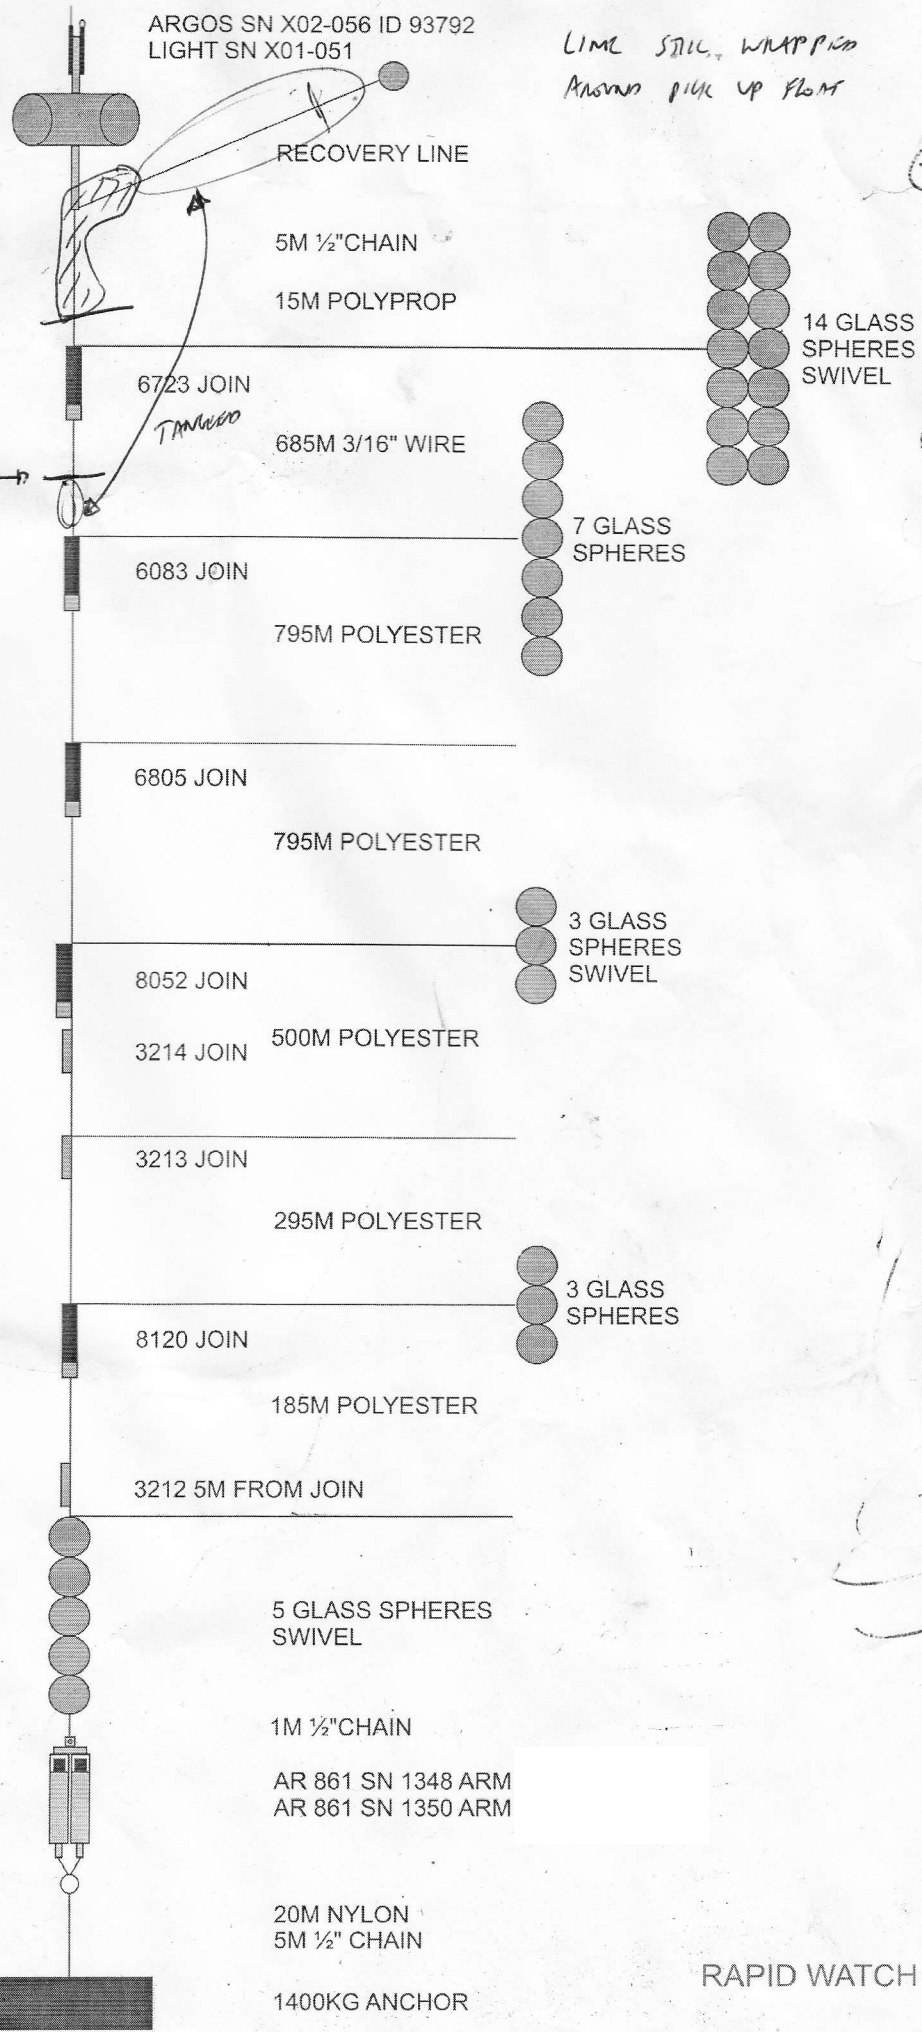 ARGOS SN X02-056 ID 93792
LIGHT SN X01-051
LINE STILL WRAPPED
AROUND PICK UP FLOAT
RECOVERY LINE
5M ½"CHAIN
15M POLYPROP
14 GLASS
SPHERES
SWIVEL
6723 JOIN
TANGLED
685M 3/16" WIRE
7 GLASS
SPHERES
6083 JOIN
795M POLYESTER
6805 JOIN
795M POLYESTER
3 GLASS
SPHERES
SWIVEL
8052 JOIN
500M POLYESTER
3214 JOIN
3213 JOIN
295M POLYESTER
3 GLASS
SPHERES
8120 JOIN
185M POLYESTER
3212 5M FROM JOIN
5 GLASS SPHERES
SWIVEL
1M ½"CHAIN
AR 861 SN 1348 ARM
AR 861 SN 1350 ARM
20M NYLON
5M ½" CHAIN
1400KG ANCHOR
RAPID WATCH